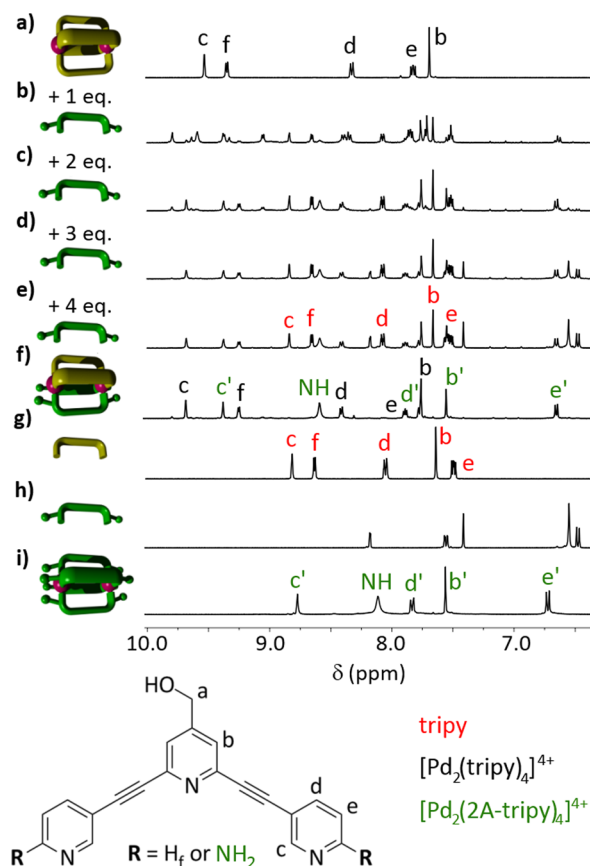 a)
c f d e b
b)
+ 1 eq.
c)
+ 2 eq.
d)
+ 3 eq.
e)
+ 4 eq.
c f d b e
f)
c c' f NH d e d' b b' e'
g)
c f d b e
h)
i)
c' NH d' b' e'
10.0 9.0 8.0 7.0
δ (ppm)
HO
a
b
N
d
e
c
R N R = H_f or NH₂ N R
tripy
[Pd₂(tripy)₄]⁴⁺
[Pd₂(2A-tripy)₄]⁴⁺